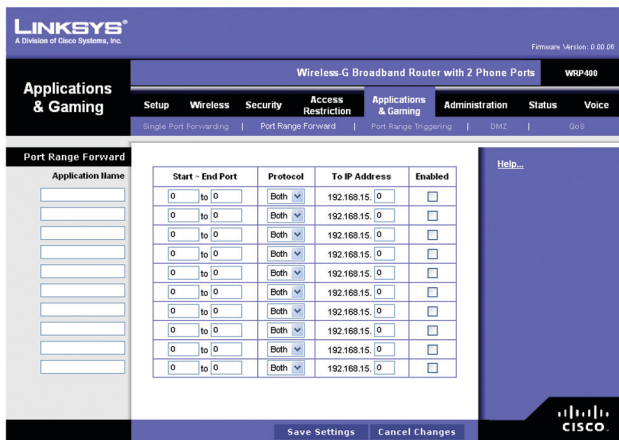 LINKSYS®
A Division of Cisco Systems, Inc.
Firmware Version: 0.00.06
Wireless-G Broadband Router with 2 Phone Ports WRP400
Applications & Gaming
Setup Wireless Security Access Restriction Applications & Gaming Administration Status Voice
Single Port Forwarding | Port Range Forward | Port Range Triggering | DMZ | QoS
Port Range Forward
Help...
Application Name Start ~ End Port Protocol To IP Address Enabled
0 to 0 Both 192.168.15. 0
0 to 0 Both 192.168.15. 0
0 to 0 Both 192.168.15. 0
0 to 0 Both 192.168.15. 0
0 to 0 Both 192.168.15. 0
0 to 0 Both 192.168.15. 0
0 to 0 Both 192.168.15. 0
0 to 0 Both 192.168.15. 0
0 to 0 Both 192.168.15. 0
0 to 0 Both 192.168.15. 0
Save Settings Cancel Changes
CISCO.